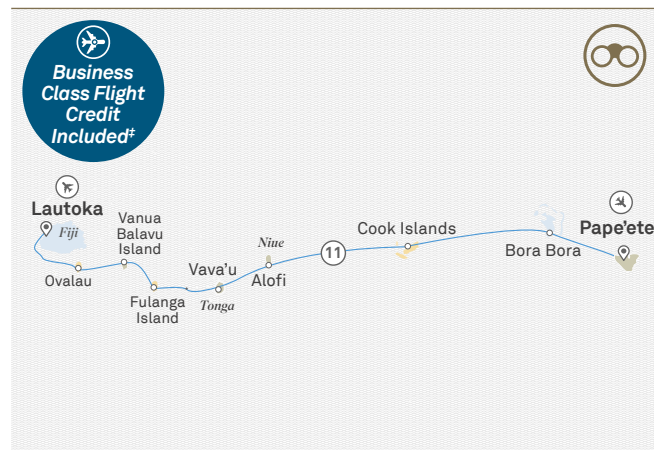 Business
Class Flight
Credit
Included‡
Lautoka
Fiji
Ovalau
Vanua
Balavu
Island
Fulanga
Island
Vava'u
Tonga
Niue
Alofi
11
Cook Islands
Bora Bora
Pape'ete